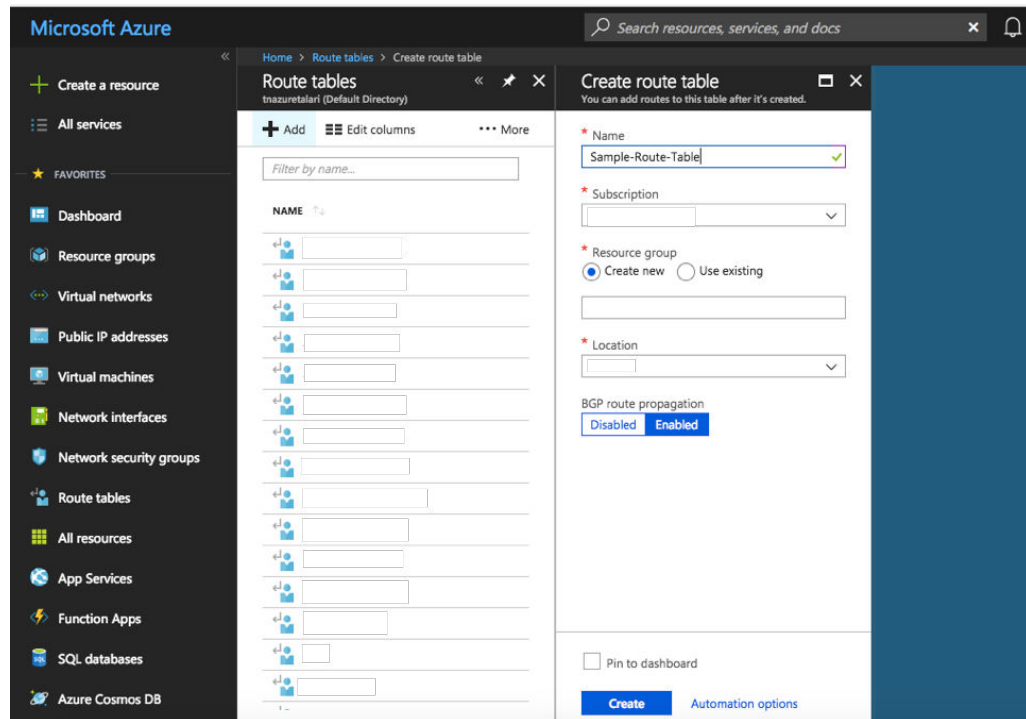 Microsoft Azure
Search resources, services, and docs
Create a resource
All services
FAVORITES
Dashboard
Resource groups
Virtual networks
Public IP addresses
Virtual machines
Network interfaces
Network security groups
Route tables
All resources
App Services
Function Apps
SQL databases
Azure Cosmos DB
Home > Route tables > Create route table
Route tables
tnazuretalari (Default Directory)
Add Edit columns ••• More
Filter by name...
NAME
Create route table
You can add routes to this table after it's created.
* Name
Sample-Route-Table
* Subscription
* Resource group
Create new Use existing
* Location
BGP route propagation
Disabled Enabled
Pin to dashboard
Create Automation options